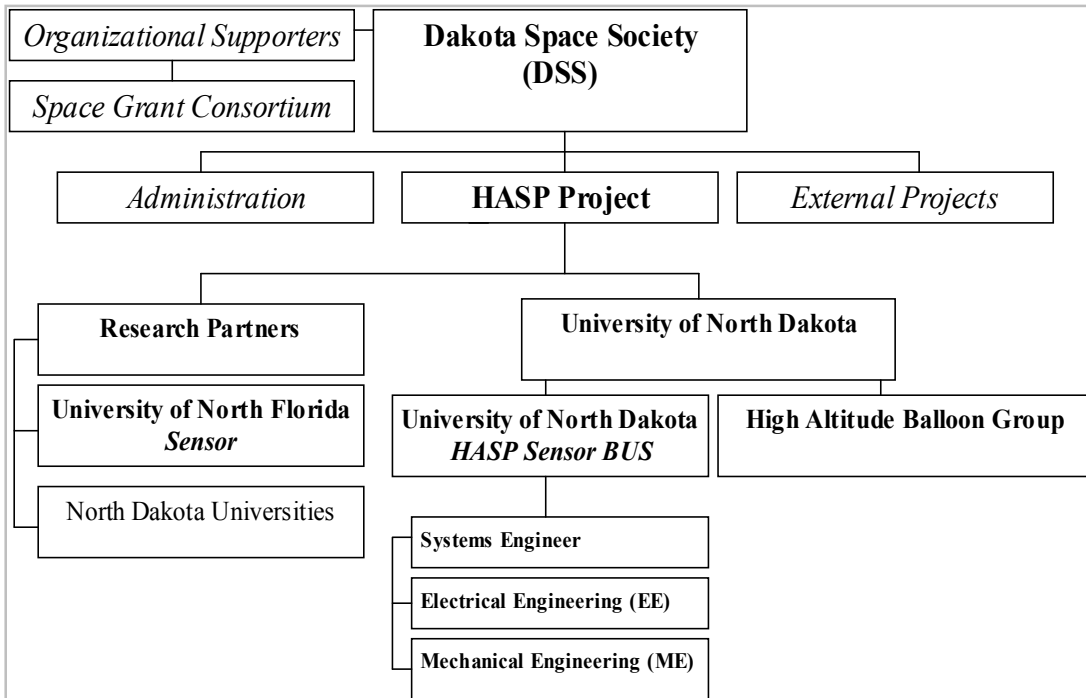 Organizational Supporters
Dakota Space Society
(DSS)
Space Grant Consortium
Administration
HASP Project
External Projects
Research Partners
University of North Dakota
University of North Florida
Sensor
University of North Dakota
HASP Sensor BUS
High Altitude Balloon Group
North Dakota Universities
Systems Engineer
Electrical Engineering (EE)
Mechanical Engineering (ME)